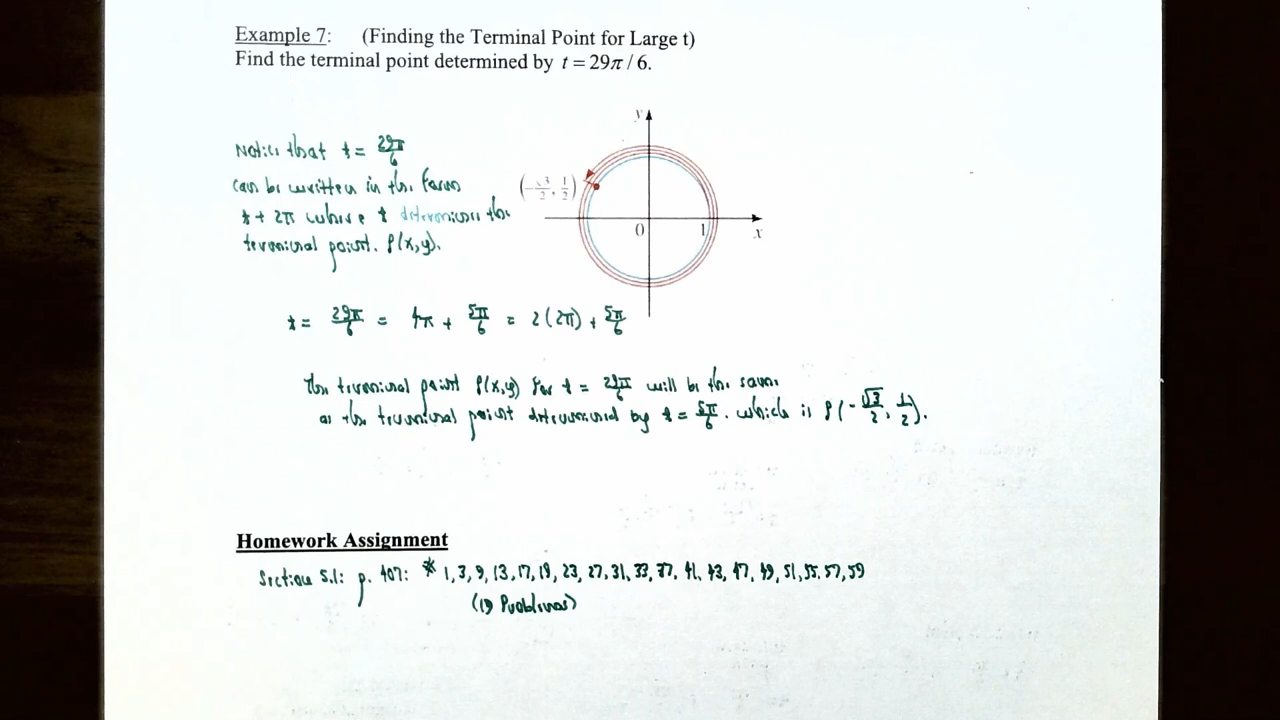 Example 7: (Finding the Terminal Point for Large t)
Find the terminal point determined by t = 29π / 6.
y
Notice that t = 29π/6
can be written in the form
(-√3/2, 1/2)
t + 2π where t determines the
terminal point P(x,y).
0 1 x
t = 29π/6 = 4π + 5π/6 = 2(2π) + 5π/6
The terminal point P(x,y) for t = 29π/6 will be the same
as the terminal point determined by t = 5π/6. which is P(-√3/2, 1/2).
Homework Assignment
Section 5.1: p. 407: * 1, 3, 9, 13, 17, 19, 23, 27, 31, 33, 37, 41, 43, 47, 49, 51, 55, 57, 59
(19 Problems)